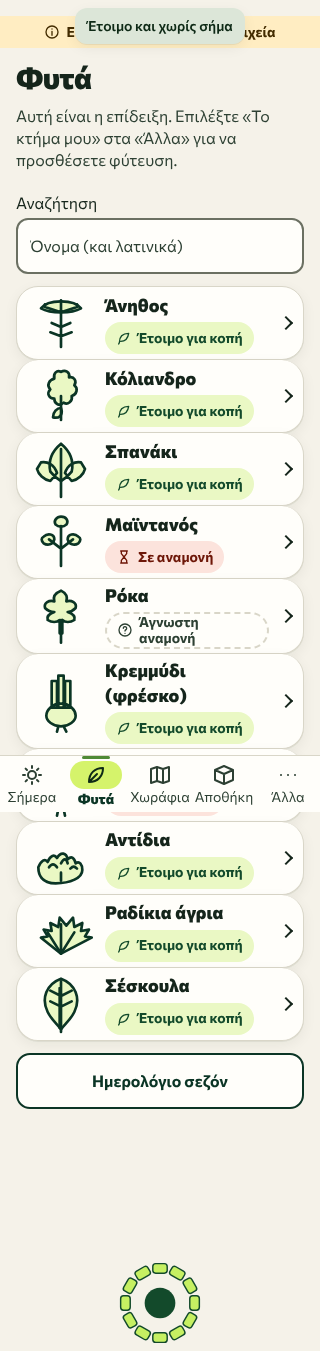 Έτοιμο και χωρίς σήμα
Φυτά
Αυτή είναι η επίδειξη. Επιλέξτε «Το
κτήμα μου» στα «Άλλα» για να
προσθέσετε φύτευση.
Αναζήτηση
Όνομα (και λατινικά)
Άνηθος
Έτοιμο για κοπή
Κόλιανδρο
Έτοιμο για κοπή
Σπανάκι
Έτοιμο για κοπή
Μαϊντανός
Σε αναμονή
Ρόκα
Άγνωστη
αναμονή
Κρεμμύδι
(φρέσκο)
Έτοιμο για κοπή
Σήμερα Φυτά Χωράφια Αποθήκη Άλλα
Αντίδια
Έτοιμο για κοπή
Ραδίκια άγρια
Έτοιμο για κοπή
Σέσκουλα
Έτοιμο για κοπή
Ημερολόγιο σεζόν